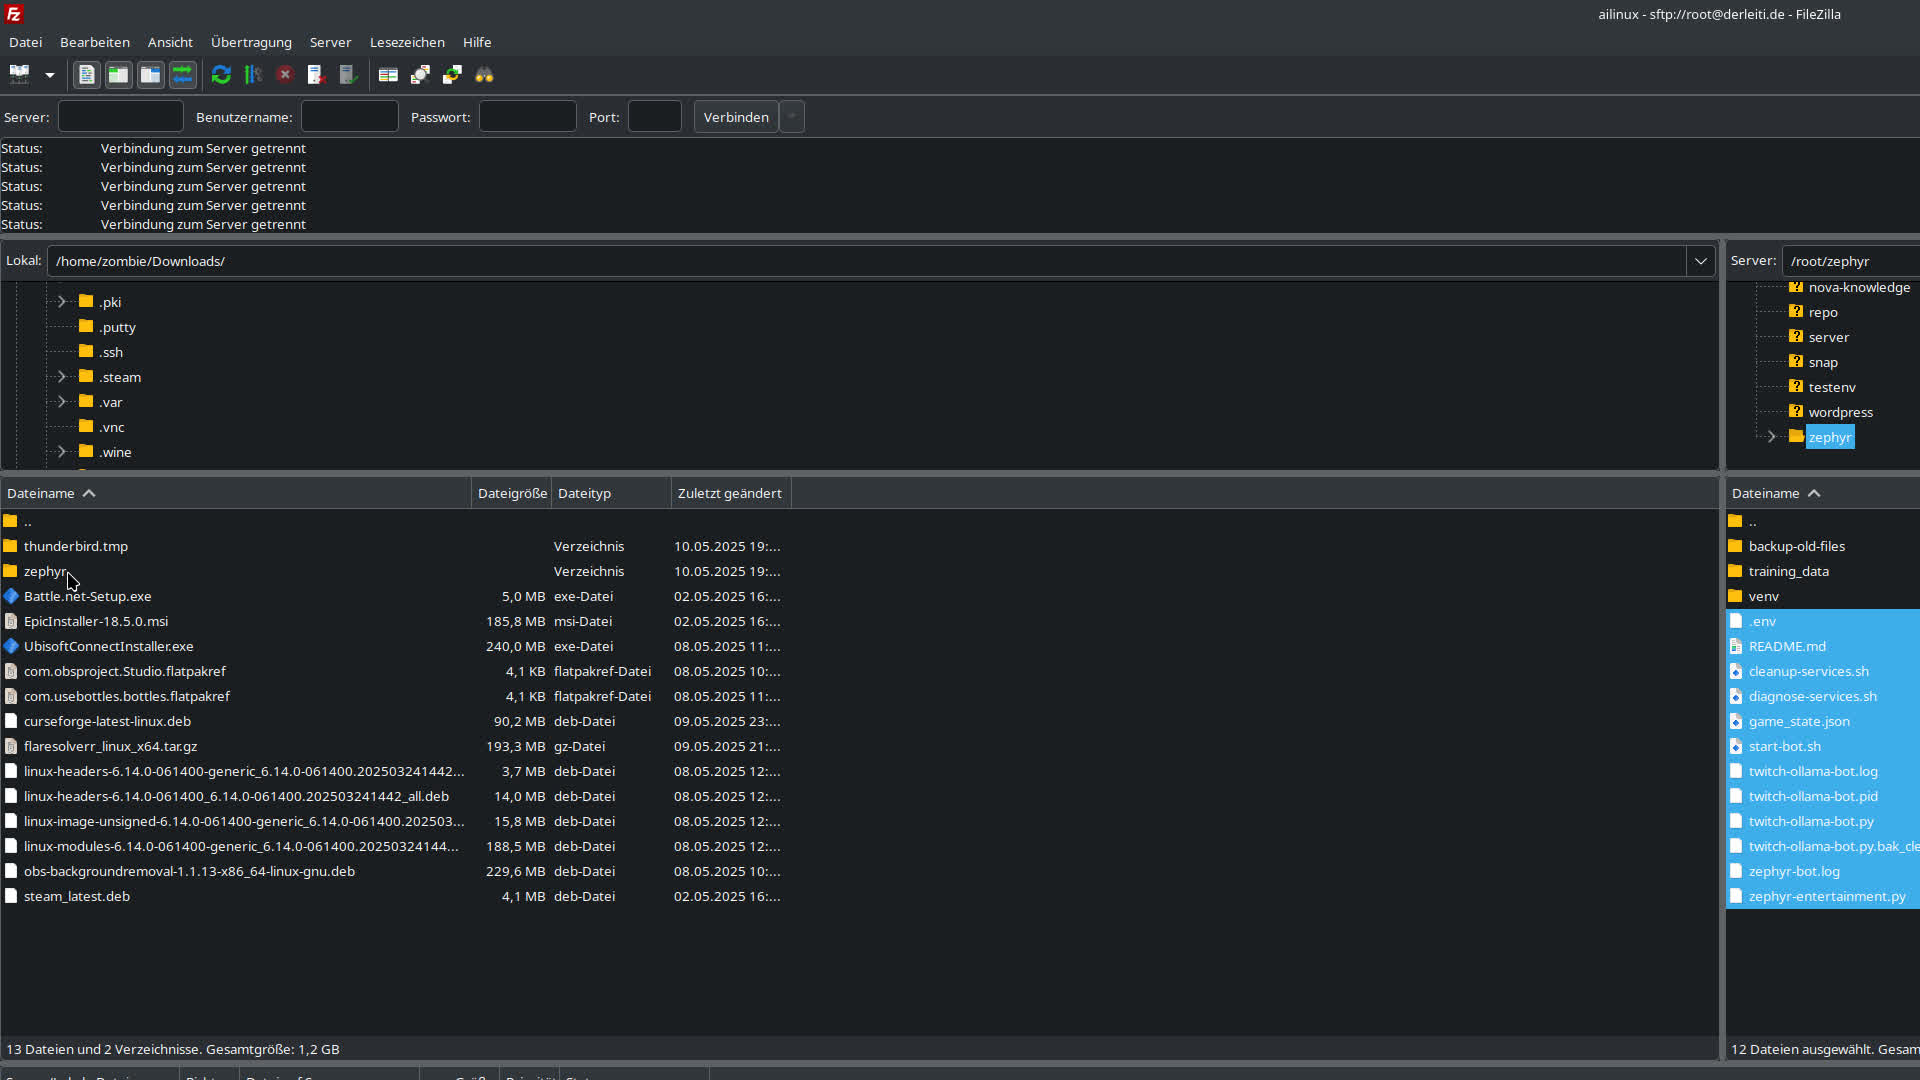 ailinux - sftp://root@derleiti.de - FileZilla
Datei Bearbeiten Ansicht Übertragung Server Lesezeichen Hilfe
Server: Benutzername: Passwort: Port: Verbinden
Status: Verbindung zum Server getrennt
Status: Verbindung zum Server getrennt
Status: Verbindung zum Server getrennt
Status: Verbindung zum Server getrennt
Status: Verbindung zum Server getrennt
Lokal: /home/zombie/Downloads/
.pki
.putty
.ssh
.steam
.var
.vnc
.wine
Server: /root/zephyr
nova-knowledge
repo
server
snap
testenv
wordpress
zephyr
Dateiname Dateigröße Dateityp Zuletzt geändert
..
thunderbird.tmp Verzeichnis 10.05.2025 19:...
zephyr Verzeichnis 10.05.2025 19:...
Battle.net-Setup.exe 5,0 MB exe-Datei 02.05.2025 16:...
EpicInstaller-18.5.0.msi 185,8 MB msi-Datei 02.05.2025 16:...
UbisoftConnectInstaller.exe 240,0 MB exe-Datei 08.05.2025 11:...
com.obsproject.Studio.flatpakref 4,1 KB flatpakref-Datei 08.05.2025 10:...
com.usebottles.bottles.flatpakref 4,1 KB flatpakref-Datei 08.05.2025 11:...
curseforge-latest-linux.deb 90,2 MB deb-Datei 09.05.2025 23:...
flaresolverr_linux_x64.tar.gz 193,3 MB gz-Datei 09.05.2025 21:...
linux-headers-6.14.0-061400-generic_6.14.0-061400.202503241442... 3,7 MB deb-Datei 08.05.2025 12:...
linux-headers-6.14.0-061400_6.14.0-061400.202503241442_all.deb 14,0 MB deb-Datei 08.05.2025 12:...
linux-image-unsigned-6.14.0-061400-generic_6.14.0-061400.202503... 15,8 MB deb-Datei 08.05.2025 12:...
linux-modules-6.14.0-061400-generic_6.14.0-061400.20250324144... 188,5 MB deb-Datei 08.05.2025 12:...
obs-backgroundremoval-1.1.13-x86_64-linux-gnu.deb 229,6 MB deb-Datei 08.05.2025 10:...
steam_latest.deb 4,1 MB deb-Datei 02.05.2025 16:...
13 Dateien und 2 Verzeichnisse. Gesamtgröße: 1,2 GB
Dateiname
..
backup-old-files
training_data
venv
.env
README.md
cleanup-services.sh
diagnose-services.sh
game_state.json
start-bot.sh
twitch-ollama-bot.log
twitch-ollama-bot.pid
twitch-ollama-bot.py
twitch-ollama-bot.py.bak_cle
zephyr-bot.log
zephyr-entertainment.py
12 Dateien ausgewählt. Gesam